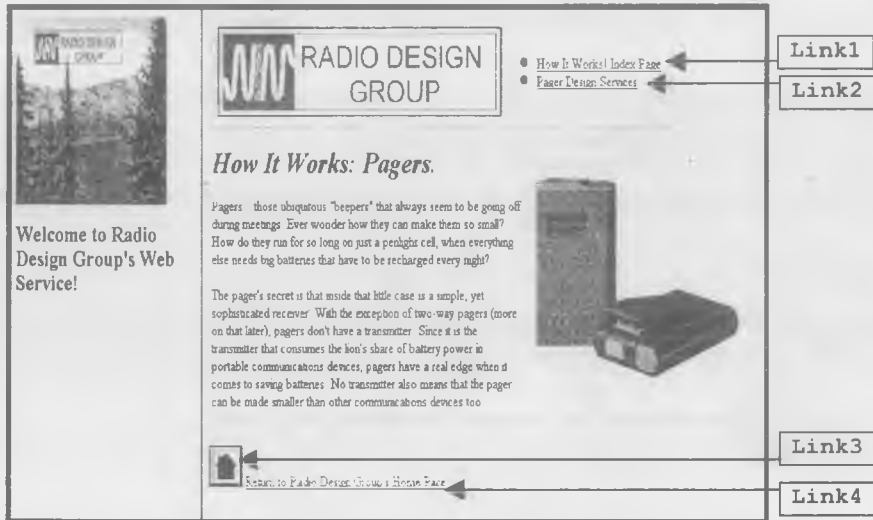 RADIO DESIGN
GROUP
Welcome to Radio
Design Group's Web
Service!
RADIO DESIGN
GROUP
How It Works! Index Page
Pager Design Services
How It Works: Pagers.
Pagers those ubiquitous "beepers" that always seem to be going off
during meetings Ever wonder how they can make them so small?
How do they run for so long on just a penlight cell, when everything
else needs big batteries that have to be recharged every night?
The pager's secret is that inside that little case is a simple, yet
sophisticated receiver With the exception of two-way pagers (more
on that later), pagers don't have a transmitter Since it is the
transmitter that consumes the lion's share of battery power in
portable communications devices, pagers have a real edge when it
comes to saving batteries No transmitter also means that the pager
can be made smaller than other communications devices too
Return to Radio Design Group's Home Page
Link1
Link2
Link3
Link4